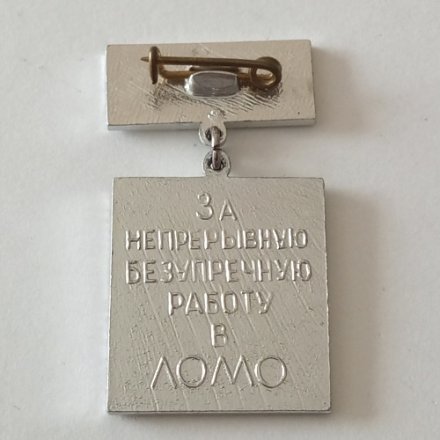 ЗА
НЕПРЕРЫВНУЮ
БЕЗУПРЕЧНУЮ
РАБОТУ
В
ЛОМО